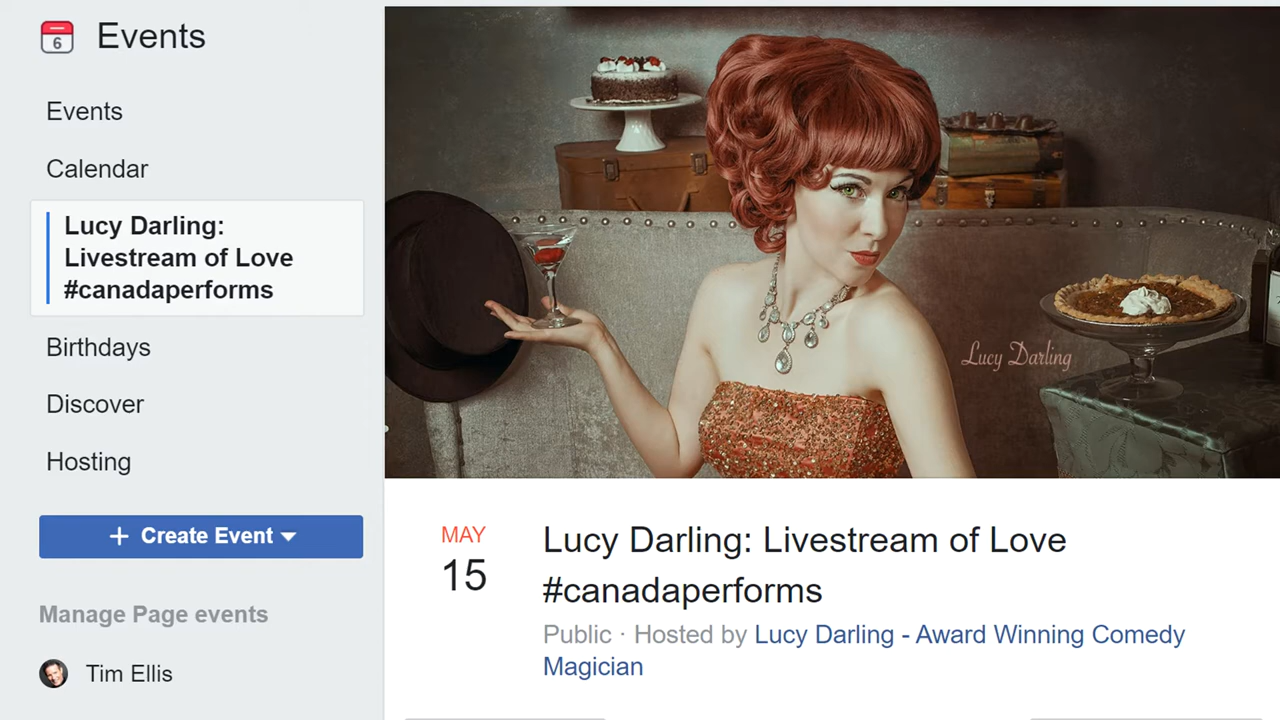 6 Events
Events
Calendar
Lucy Darling:
Livestream of Love
#canadaperforms
Birthdays
Discover
Hosting
+ Create Event
Manage Page events
Tim Ellis
Lucy Darling
MAY
15
Lucy Darling: Livestream of Love
#canadaperforms
Public · Hosted by Lucy Darling - Award Winning Comedy
Magician